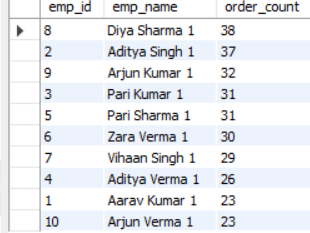 emp_id emp_name order_count
8 Diya Sharma 1 38
2 Aditya Singh 1 37
9 Arjun Kumar 1 32
3 Pari Kumar 1 31
5 Pari Sharma 1 31
6 Zara Verma 1 30
7 Vihaan Singh 1 29
4 Aditya Verma 1 26
1 Aarav Kumar 1 23
10 Arjun Verma 1 23